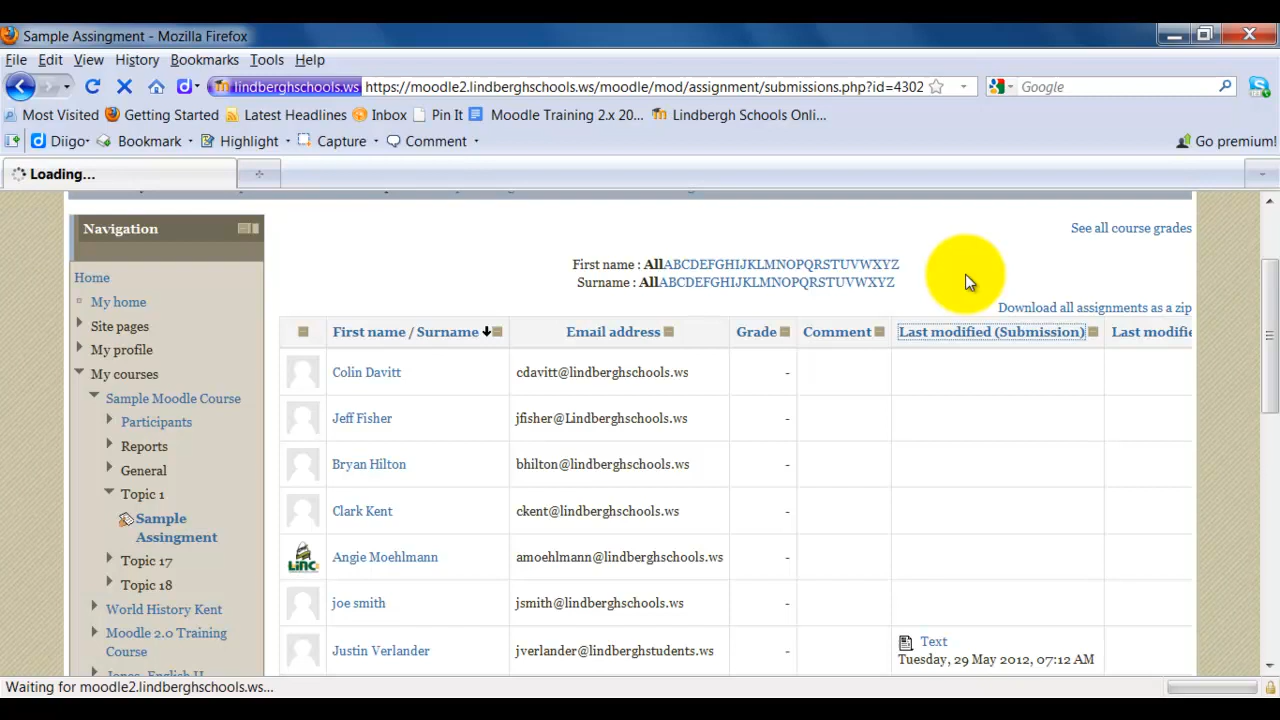 Sample Assingment - Mozilla Firefox
File Edit View History Bookmarks Tools Help
lindberghschools.ws https://moodle2.lindberghschools.ws/moodle/mod/assignment/submissions.php?id=4302 Google
Most Visited Getting Started Latest Headlines Inbox Pin It Moodle Training 2.x 20... Lindbergh Schools Onli...
Diigo Bookmark Highlight Capture Comment Go premium!
Loading...
Navigation
Home
My home
Site pages
My profile
My courses
Sample Moodle Course
Participants
Reports
General
Topic 1
Sample
Assingment
Topic 17
Topic 18
World History Kent
Moodle 2.0 Training
Course
Jones, English H
See all course grades
First name : AllABCDEFGHIJKLMNOPQRSTUVWXYZ
Surname : AllABCDEFGHIJKLMNOPQRSTUVWXYZ
Download all assignments as a zip
First name / Surname Email address Grade Comment Last modified (Submission) Last modifie
Colin Davitt cdavitt@lindberghschools.ws -
Jeff Fisher jfisher@Lindberghschools.ws -
Bryan Hilton bhilton@lindberghschools.ws -
Clark Kent ckent@lindberghschools.ws -
LINC Angie Moehlmann amoehlmann@lindberghschools.ws -
joe smith jsmith@lindberghschools.ws -
Justin Verlander jverlander@lindberghstudents.ws - Text
Tuesday, 29 May 2012, 07:12 AM
Waiting for moodle2.lindberghschools.ws...